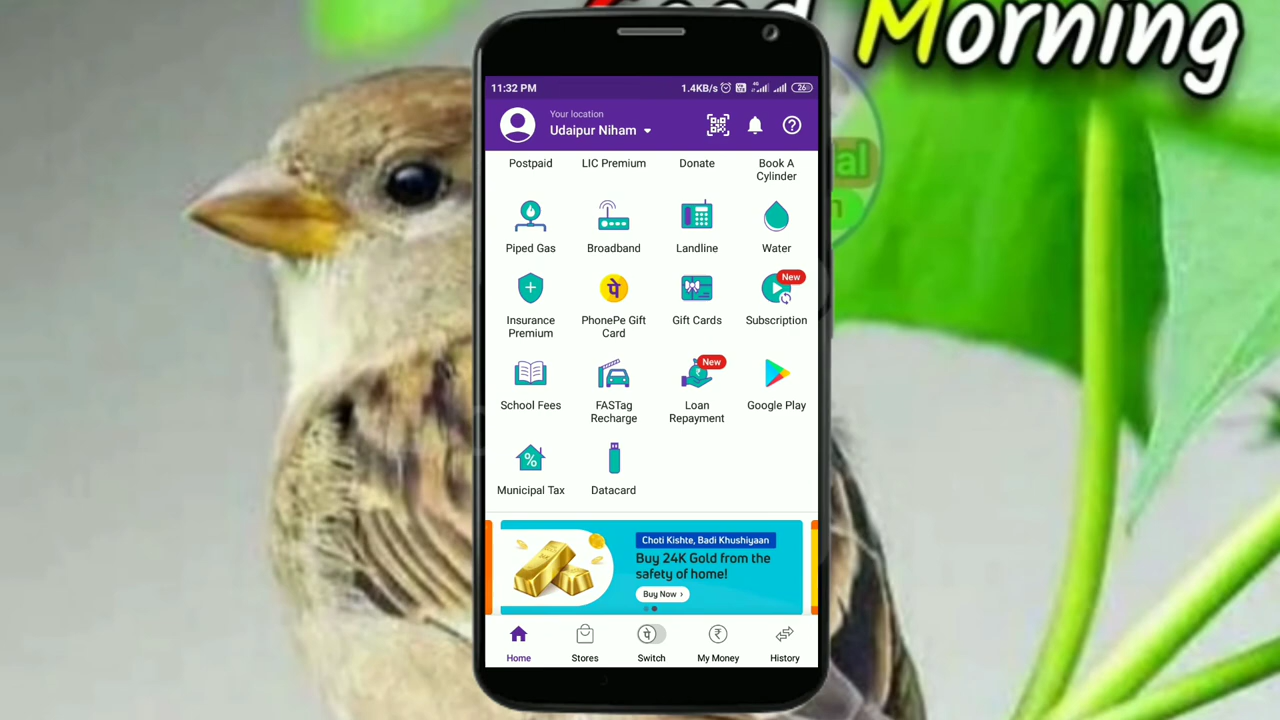 Good Morning
11:32 PM
1.4KB/s
4G
26
Your location
Udaipur Niham
Postpaid
LIC Premium
Donate
Book A
Cylinder
Piped Gas
Broadband
Landline
Water
Insurance
Premium
पे
PhonePe Gift
Card
Gift Cards
New
Subscription
School Fees
FASTag
Recharge
New
Loan
Repayment
Google Play
%
Municipal Tax
Datacard
Choti Kishte, Badi Khushiyaan
Buy 24K Gold from the
safety of home!
Buy Now ›
Home
Stores
पे
Switch
₹
My Money
History